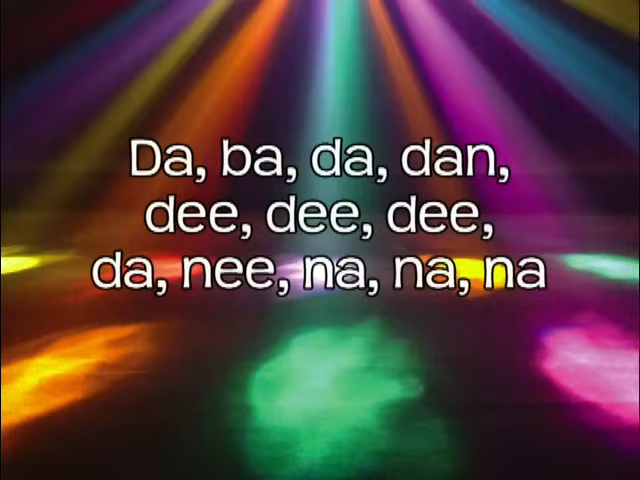 Da, ba, da, dan,
dee, dee, dee,
da, nee, na, na, na